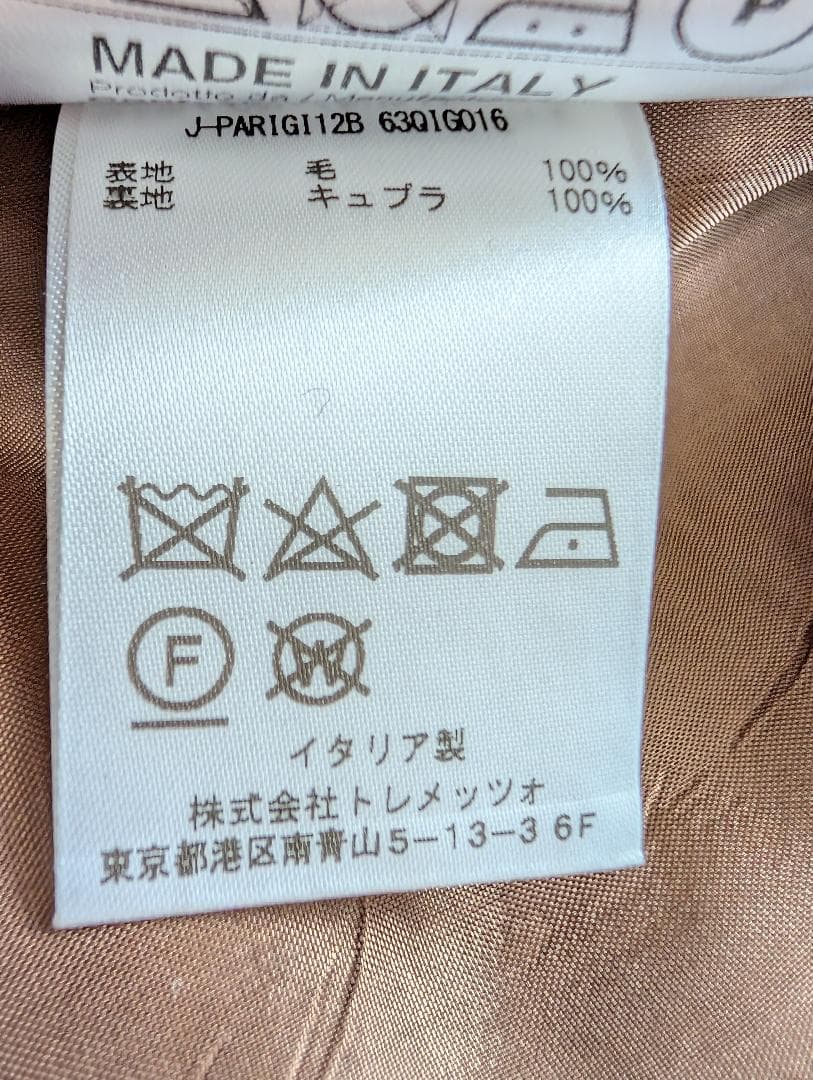 P
MADE IN ITALY
J-PARIGI12B 63QIG016
表地 毛 100%
裏地 キュプラ 100%
F W
イタリア製
株式会社トレメッツォ
東京都港区南青山5-13-3 6F